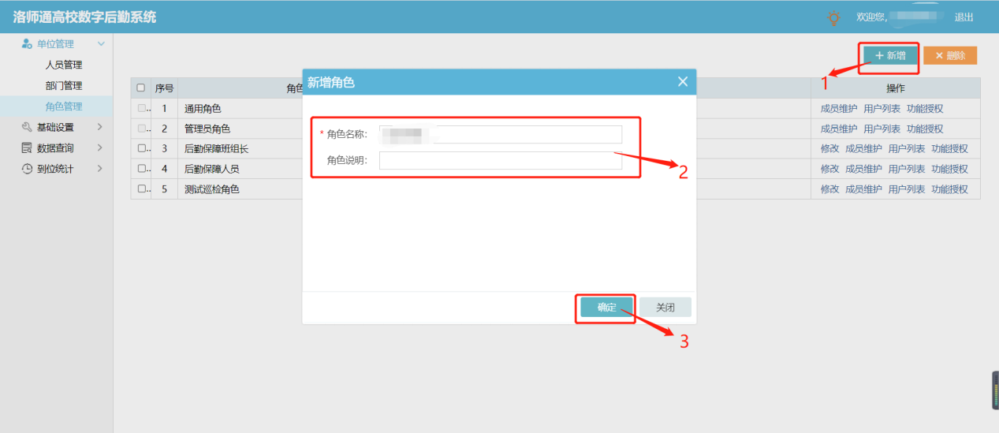 洛师通高校数字后勤系统
欢迎您,
退出
单位管理
人员管理
部门管理
角色管理
基础设置
数据查询
到位统计
+ 新增
× 删除
1
序号
角色
操作
1 通用角色 成员维护 用户列表 功能授权
2 管理员角色 成员维护 用户列表 功能授权
3 后勤保障班组长 修改 成员维护 用户列表 功能授权
4 后勤保障人员 修改 成员维护 用户列表 功能授权
5 测试巡检角色 修改 成员维护 用户列表 功能授权
新增角色
* 角色名称:
角色说明:
2
确定
关闭
3